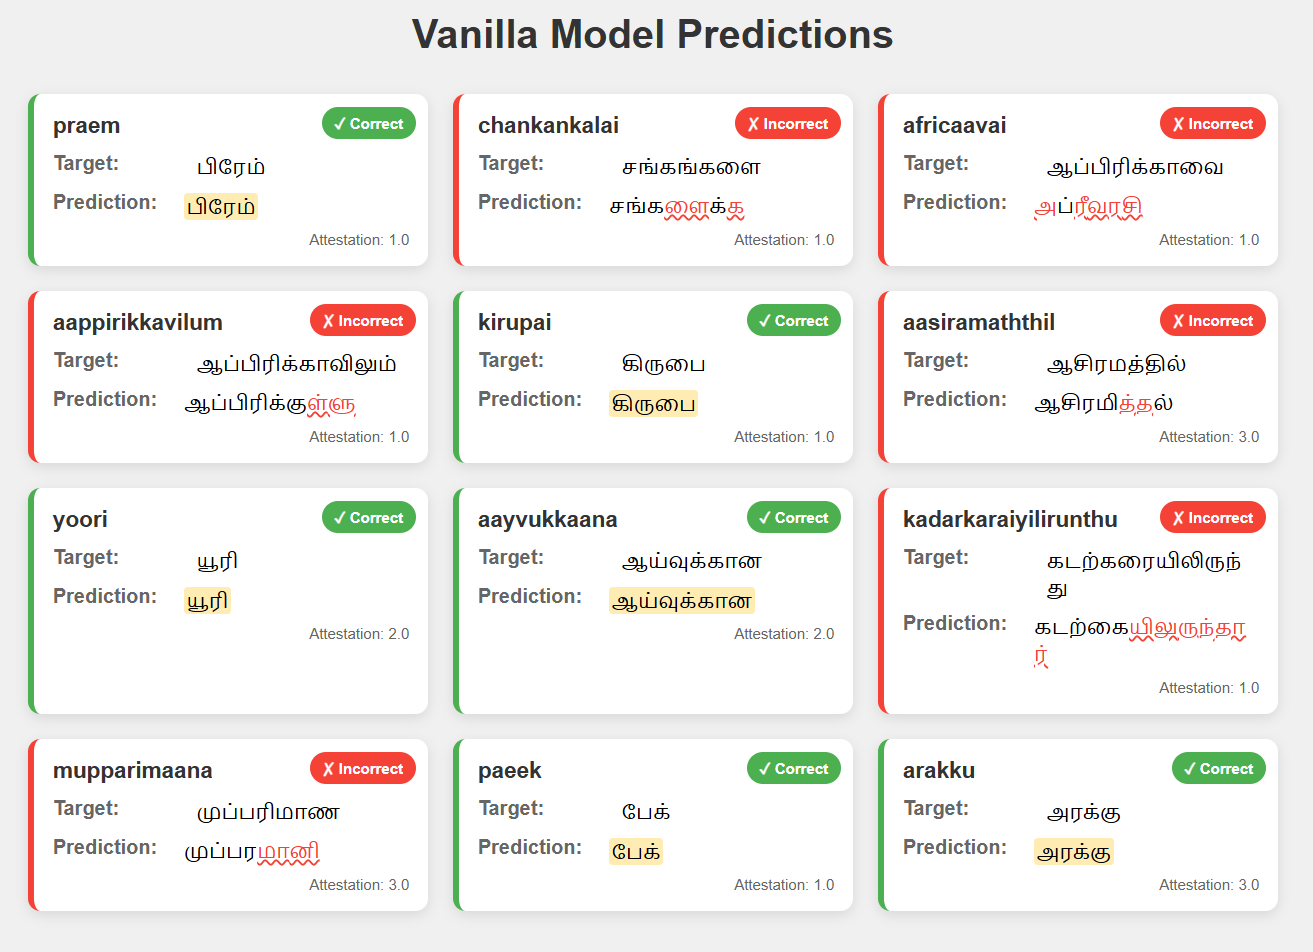 Vanilla Model Predictions
praem
✓ Correct
Target: பிரேம்
Prediction: பிரேம்
Attestation: 1.0
chankankalai
✗ Incorrect
Target: சங்கங்களை
Prediction: சங்களைக்க
Attestation: 1.0
africaavai
✗ Incorrect
Target: ஆப்பிரிக்காவை
Prediction: அப்ரீவரசி
Attestation: 1.0
aappirikkavilum
✗ Incorrect
Target: ஆப்பிரிக்காவிலும்
Prediction: ஆப்பிரிக்குள்ளு
Attestation: 1.0
kirupai
✓ Correct
Target: கிருபை
Prediction: கிருபை
Attestation: 1.0
aasiramaththil
✗ Incorrect
Target: ஆசிரமத்தில்
Prediction: ஆசிரமித்தல்
Attestation: 3.0
yoori
✓ Correct
Target: யூரி
Prediction: யூரி
Attestation: 2.0
aayvukkaana
✓ Correct
Target: ஆய்வுக்கான
Prediction: ஆய்வுக்கான
Attestation: 2.0
kadarkaraiyilirunthu
✗ Incorrect
Target: கடற்கரையிலிருந்
து
Prediction: கடற்கையிலுருந்தா
ர்
Attestation: 1.0
mupparimaana
✗ Incorrect
Target: முப்பரிமாண
Prediction: முப்பரமானி
Attestation: 3.0
paeek
✓ Correct
Target: பேக்
Prediction: பேக்
Attestation: 1.0
arakku
✓ Correct
Target: அரக்கு
Prediction: அரக்கு
Attestation: 3.0